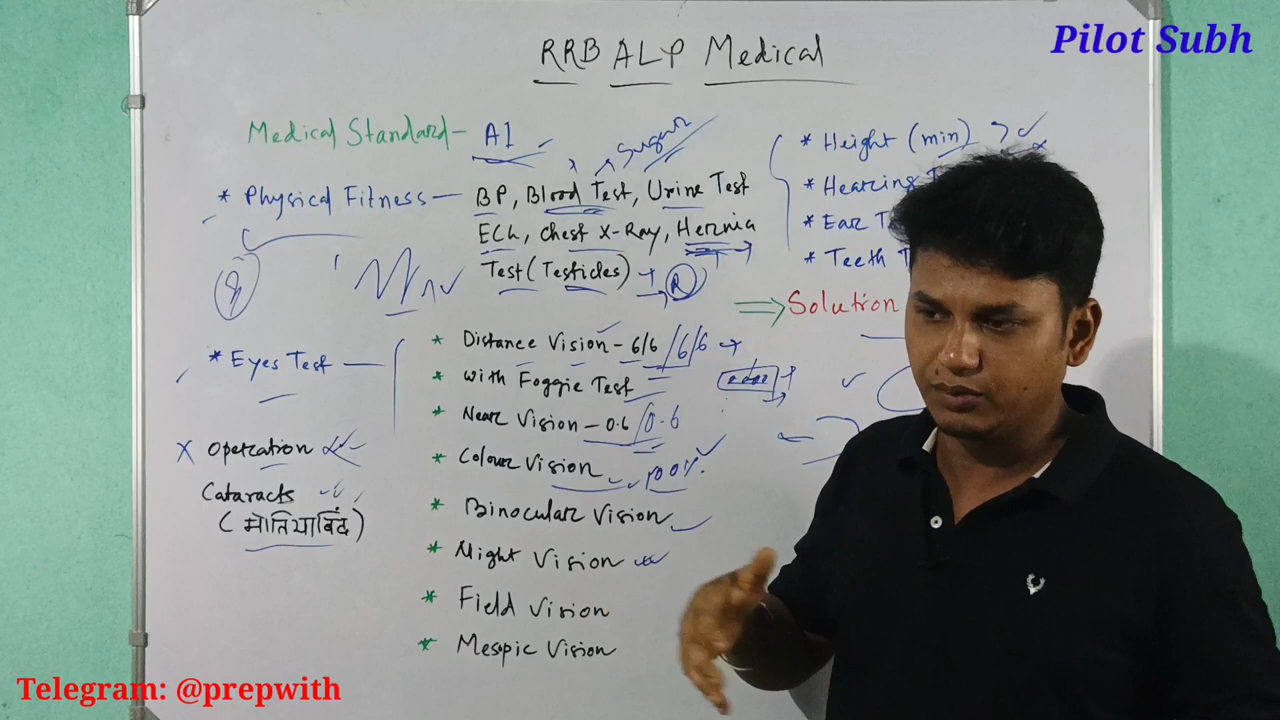 Pilot Subh
RRB ALP Medical
Medical Standard - A1
Sugar
* Physical Fitness - BP, Blood Test, Urine Test
ECG, Chest X-Ray, Hernia
Test (Testicles)
R
* Height (min)
* Hearing
* Ear
* Teeth
⇒ Solution
* Eyes Test
* Distance Vision - 6/6 / 6/6
* with Foggie Test
* Near Vision - 0.6 / 0.6
* Colour Vision 100%
* Binocular Vision
* Night Vision
* Field Vision
* Mesopic Vision
X Operation
Cataracts
(मोतियाबिंद)
Telegram: @prepwith